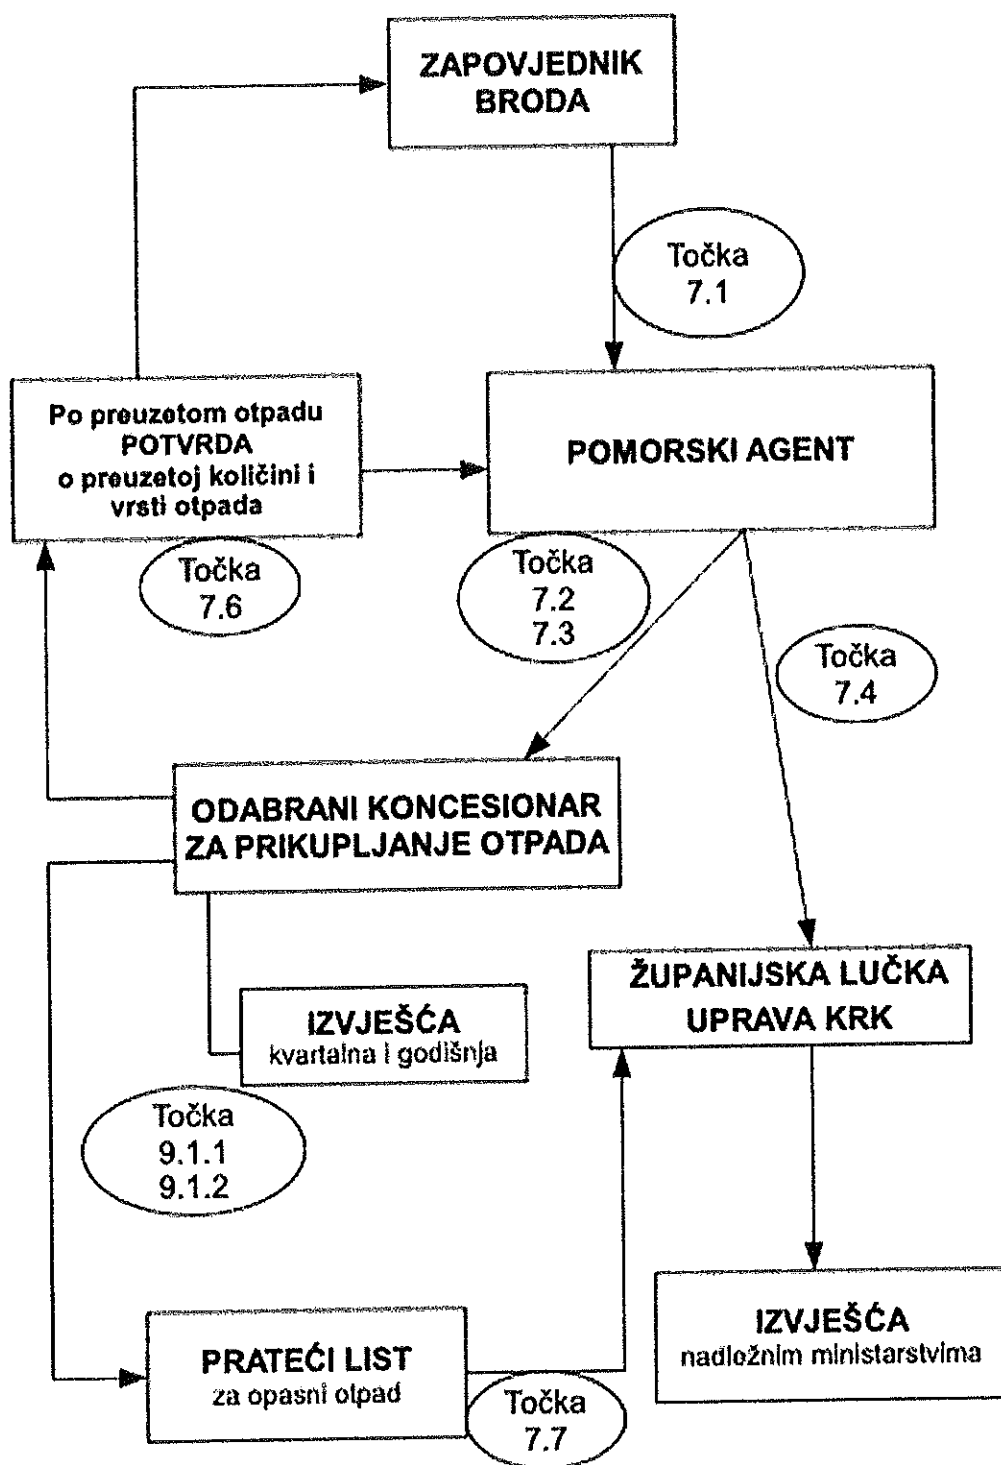 ZAPOVJEDNIK
BRODA
Točka
7.1
Po preuzetom otpadu
POTVRDA
o preuzetoj količini i
vrsti otpada
POMORSKI AGENT
Točka
7.6
Točka
7.2
7.3
Točka
7.4
ODABRANI KONCESIONAR
ZA PRIKUPLJANJE OTPADA
ŽUPANIJSKA LUČKA
UPRAVA KRK
IZVJEŠĆA
kvartalna i godišnja
Točka
9.1.1
9.1.2
PRATEĆI LIST
za opasni otpad
Točka
7.7
IZVJEŠĆA
nadložnim ministarstvima